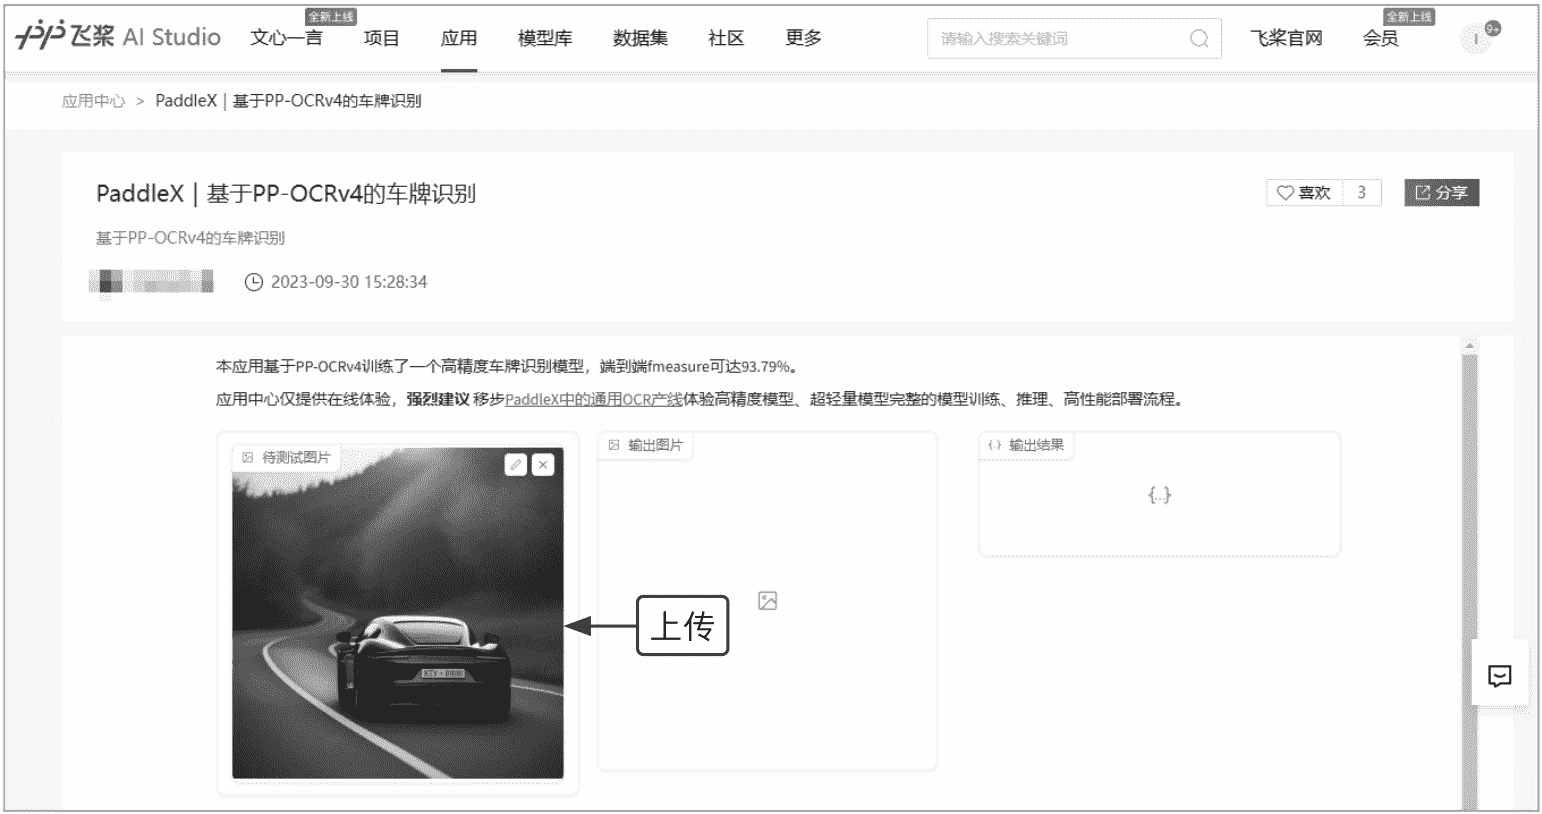 全新上线 全新上线
飞桨 AI Studio 文心一言 项目 应用 模型库 数据集 社区 更多 请输入搜索关键词 飞桨官网 会员 9+
应用中心 > PaddleX | 基于PP-OCRv4的车牌识别
PaddleX | 基于PP-OCRv4的车牌识别
喜欢 3 分享
基于PP-OCRv4的车牌识别
2023-09-30 15:28:34
本应用基于PP-OCRv4训练了一个高精度车牌识别模型，端到端fmeasure可达93.79%。
应用中心仅提供在线体验，强烈建议 移步PaddleX中的通用OCR产线体验高精度模型、超轻量模型完整的模型训练、推理、高性能部署流程。
待测试图片 输出图片 {..} 输出结果
{...}
上传